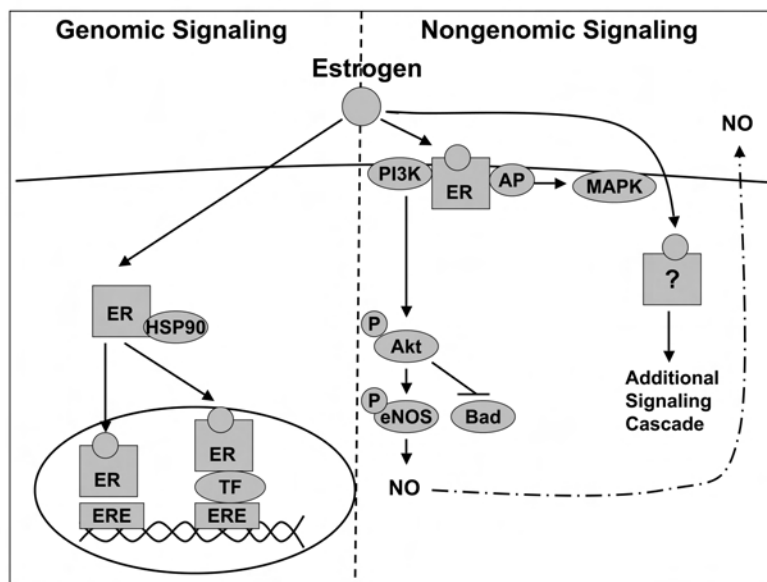 Genomic Signaling
Nongenomic Signaling
Estrogen
NO
PI3K
ER
AP
MAPK
?
ER
HSP90
P
Akt
Additional
Signaling
Cascade
P
eNOS
Bad
ER
ER
TF
NO
ERE
ERE